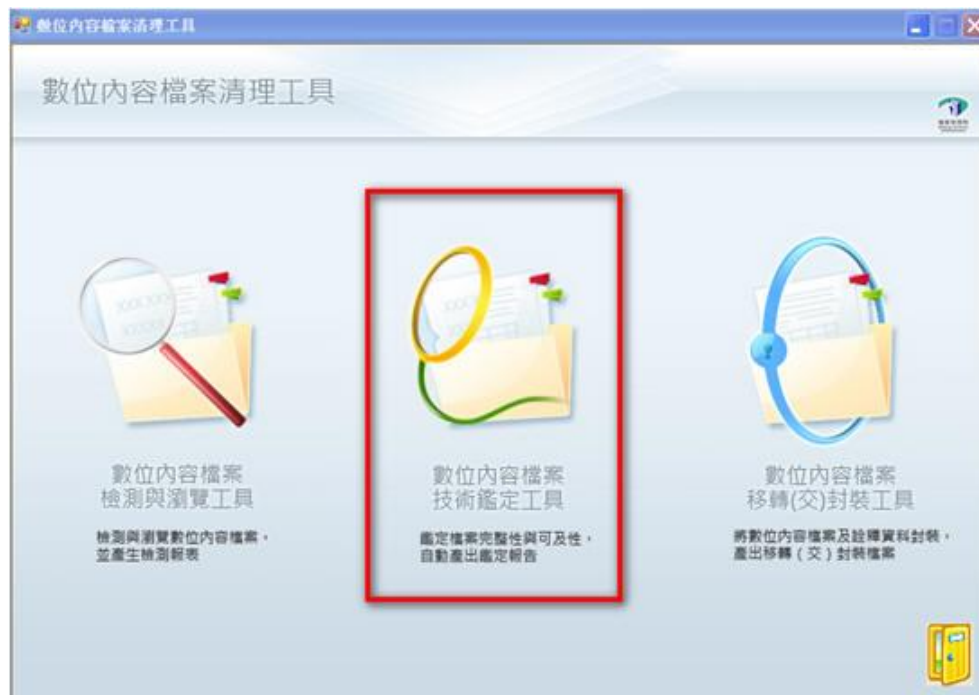 數位內容檔案清理工具
數位內容檔案清理工具
數位內容檔案
檢測與瀏覽工具
檢測與瀏覽數位內容檔案，
並產生檢測報表
數位內容檔案
技術鑑定工具
鑑定檔案完整性與可及性，
自動產出鑑定報告
數位內容檔案
移轉(交)封裝工具
將數位內容檔案及詮釋資料封裝，
產出移轉（交）封裝檔案